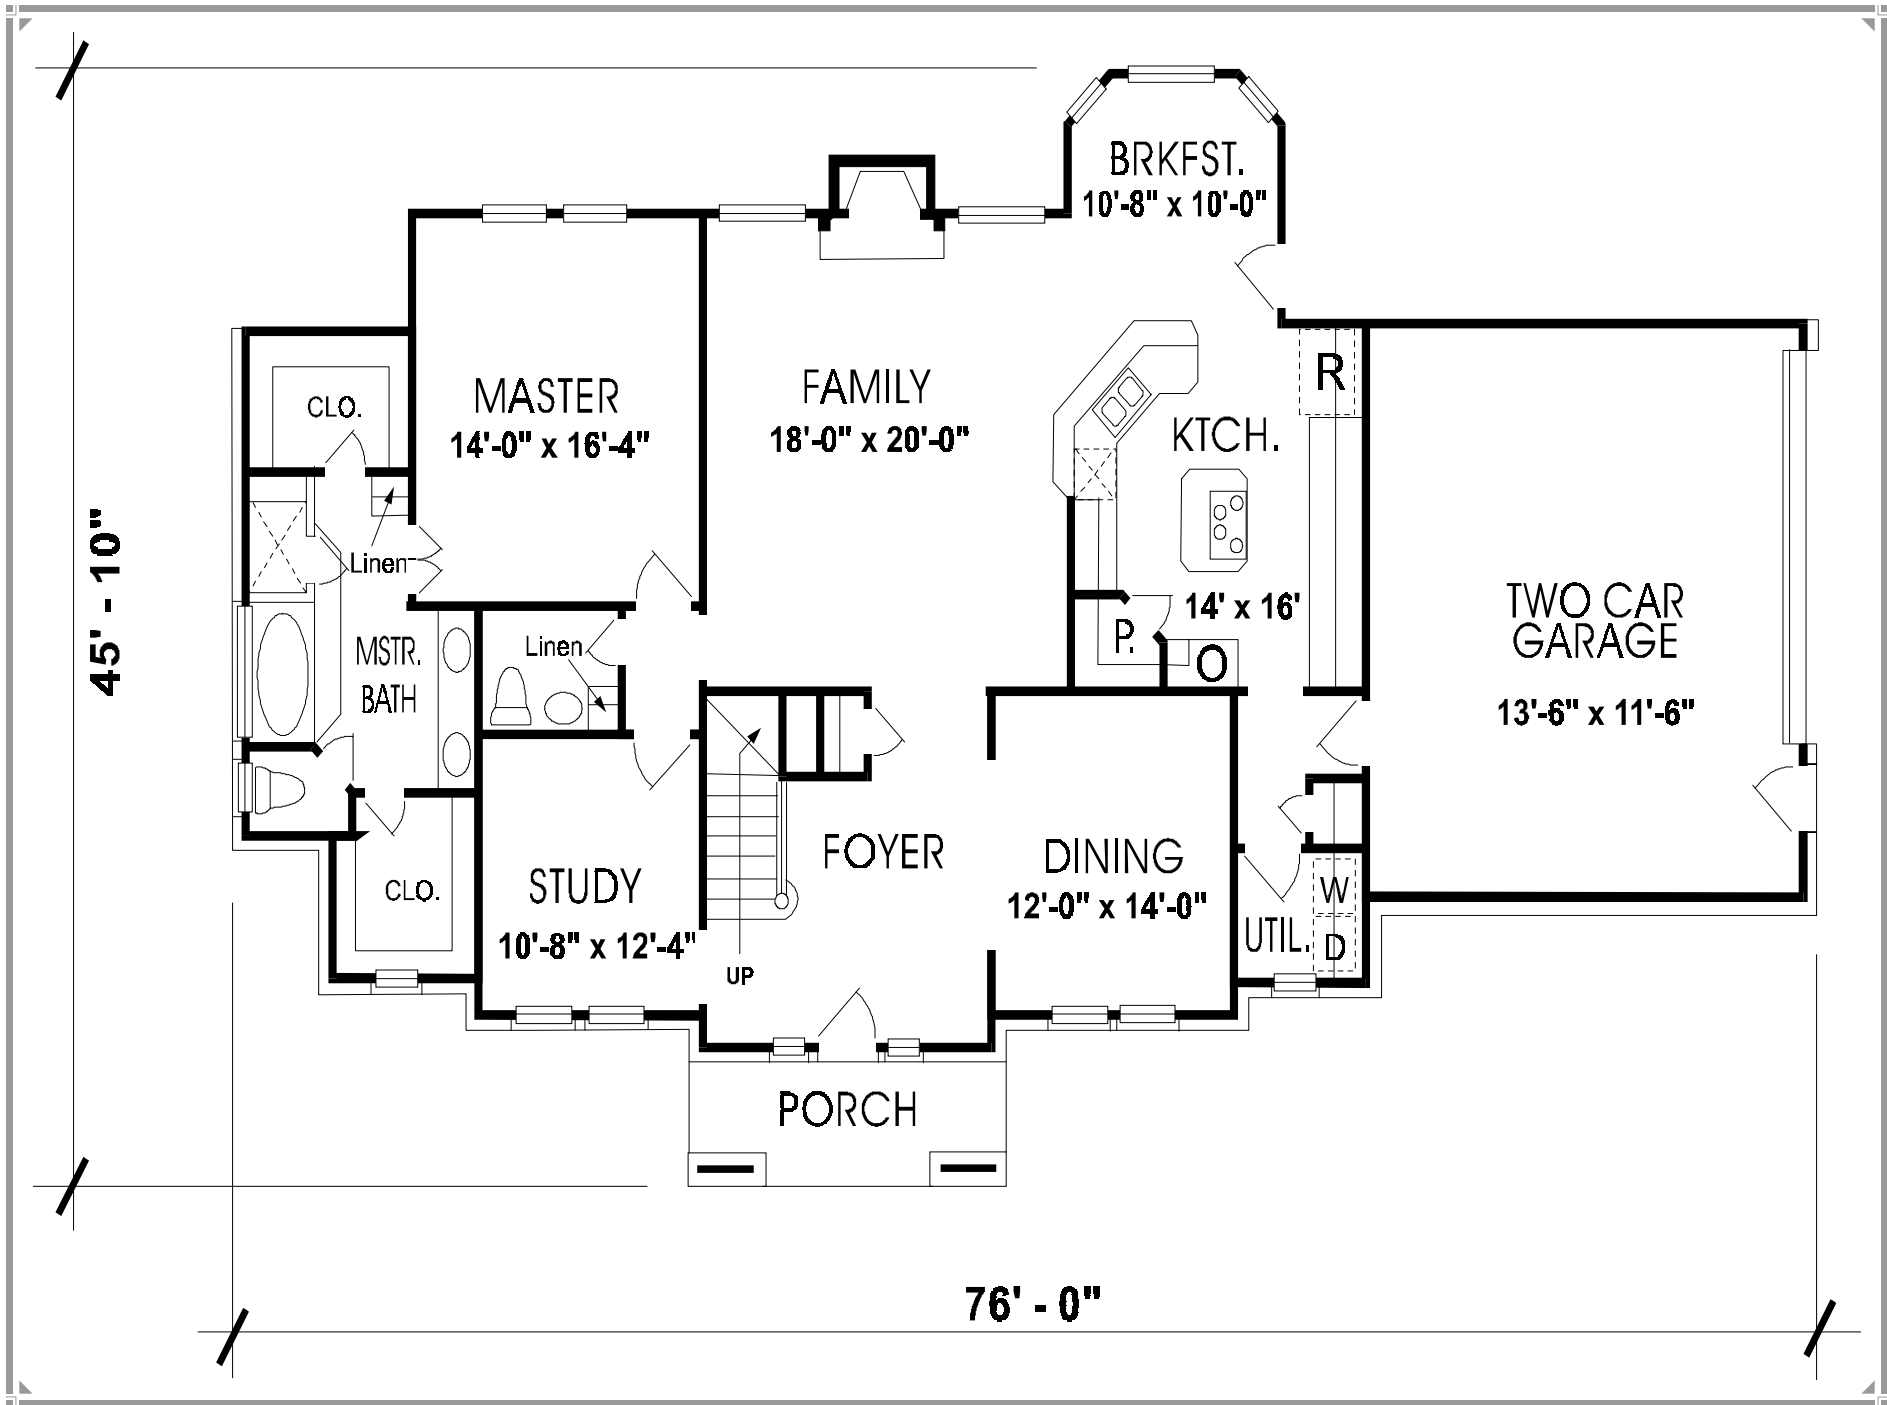 BRKFST.
10'-8" x 10'-0"
R
MASTER
14'-0" x 16'-4"
FAMILY
18'-0" x 20'-0"
CLO.
KTCH.
14' x 16'
Linen
45' - 10"
TWO CAR
GARAGE
13'-6" x 11'-6"
MSTR.
BATH
Linen
P.
O
FOYER
DINING
12'-0" x 14'-0"
STUDY
10'-8" x 12'-4"
CLO.
W
D
UTIL.
UP
PORCH
76' - 0"